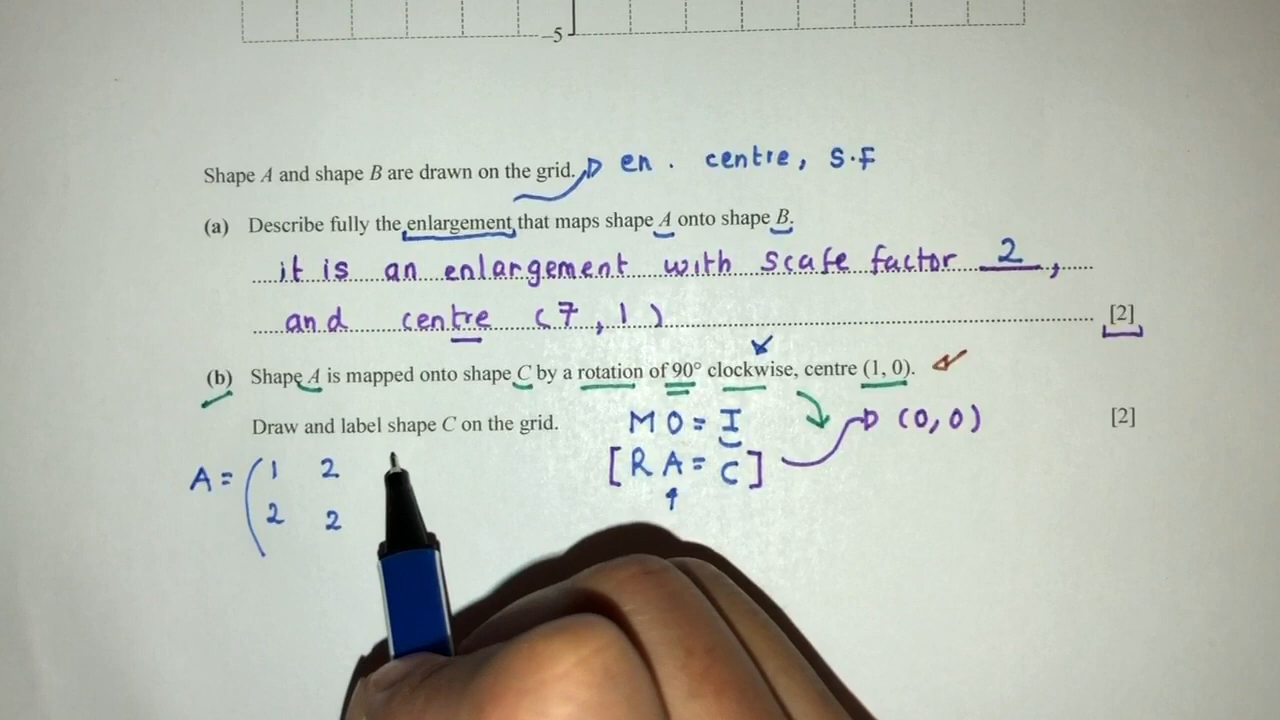 –5
Shape A and shape B are drawn on the grid. en. centre, S.F
(a) Describe fully the enlargement that maps shape A onto shape B.
it is an enlargement with scale factor 2,
and centre (7,1) [2]
(b) Shape A is mapped onto shape C by a rotation of 90° clockwise, centre (1, 0).
Draw and label shape C on the grid. MO = I (0,0) [2]
A = ( 1 2 [RA = C]
2 2